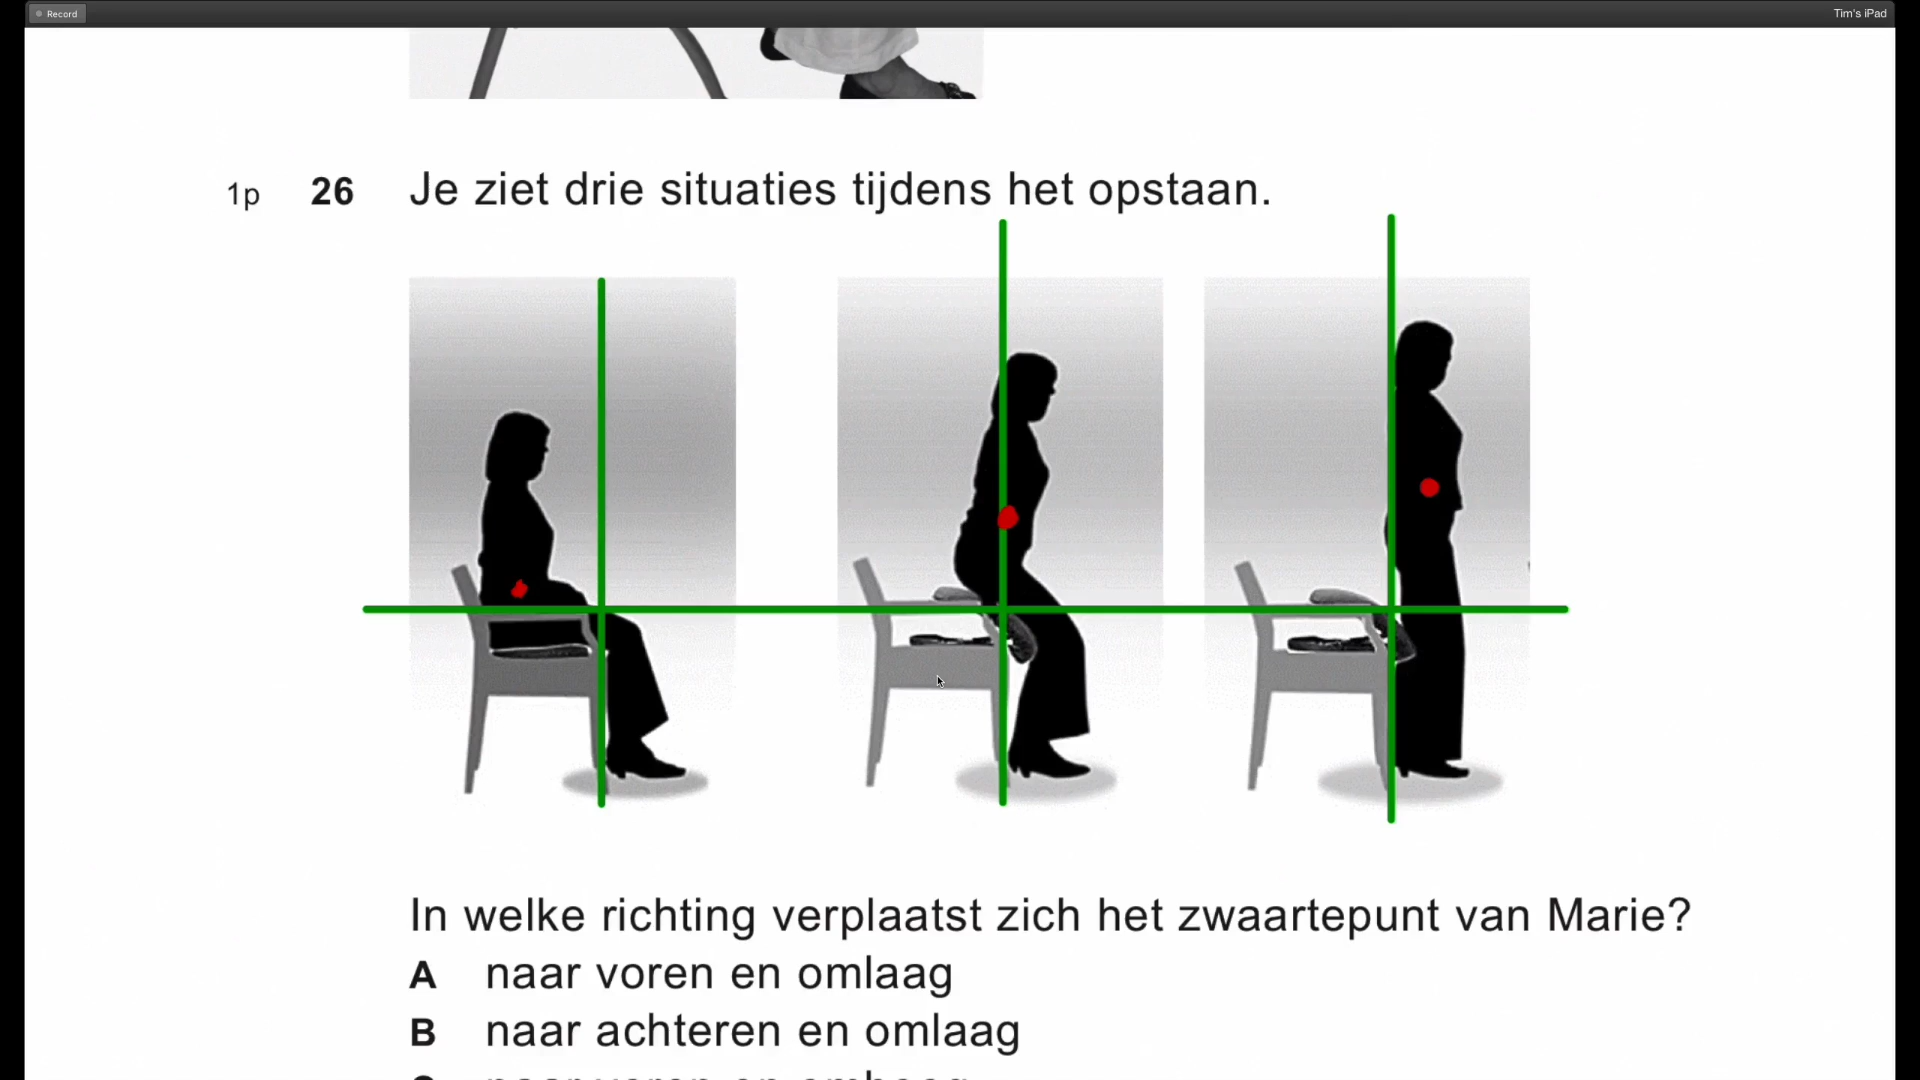 Record
Tim's iPad
1p 26 Je ziet drie situaties tijdens het opstaan.
In welke richting verplaatst zich het zwaartepunt van Marie?
A naar voren en omlaag
B naar achteren en omlaag